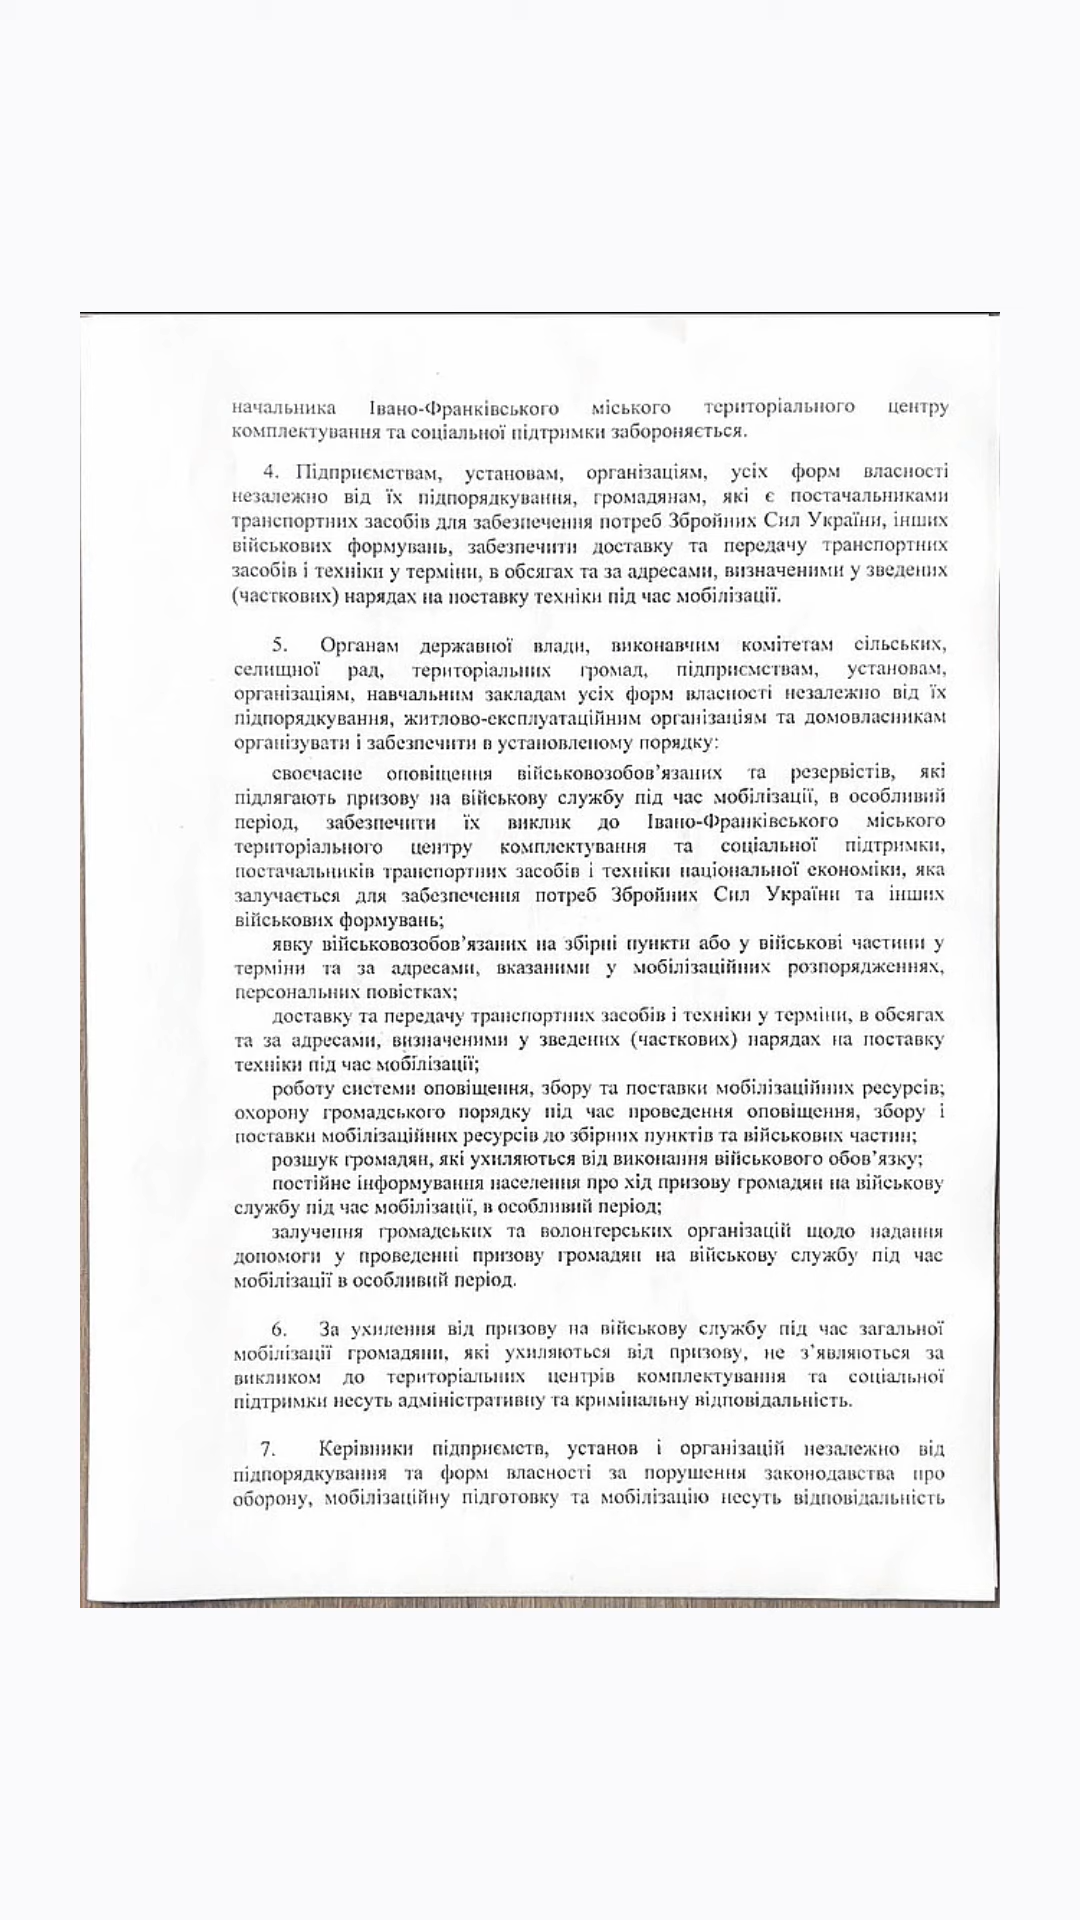 начальника Івано-Франківського міського територіального центру
комплектування та соціальної підтримки забороняється.
4. Підприємствам, установам, організаціям, усіх форм власності
незалежно від їх підпорядкування, громадянам, які є постачальниками
транспортних засобів для забезпечення потреб Збройних Сил України, інших
військових формувань, забезпечити доставку та передачу транспортних
засобів і техніки у терміни, в обсягах та за адресами, визначеними у зведених
(часткових) нарядах на поставку техніки під час мобілізації.
5. Органам державної влади, виконавчим комітетам сільських,
селищної рад, територіальних громад, підприємствам, установам,
організаціям, навчальним закладам усіх форм власності незалежно від їх
підпорядкування, житлово-експлуатаційним організаціям та домовласникам
організувати і забезпечити в установленому порядку:
своєчасне оповіщення військовозобов’язаних та резервістів, які
підлягають призову на військову службу під час мобілізації, в особливий
період, забезпечити їх виклик до Івано-Франківського міського
територіального центру комплектування та соціальної підтримки,
постачальників транспортних засобів і техніки національної економіки, яка
залучається для забезпечення потреб Збройних Сил України та інших
військових формувань;
явку військовозобов’язаних на збірні пункти або у військові частини у
терміни та за адресами, вказаними у мобілізаційних розпорядженнях,
персональних повістках;
доставку та передачу транспортних засобів і техніки у терміни, в обсягах
та за адресами, визначеними у зведених (часткових) нарядах на поставку
техніки під час мобілізації;
роботу системи оповіщення, збору та поставки мобілізаційних ресурсів;
охорону громадського порядку під час проведення оповіщення, збору і
поставки мобілізаційних ресурсів до збірних пунктів та військових частин;
розшук громадян, які ухиляються від виконання військового обов’язку;
постійне інформування населення про хід призову громадян на військову
службу під час мобілізації, в особливий період;
залучення громадських та волонтерських організацій щодо надання
допомоги у проведенні призову громадян на військову службу під час
мобілізації в особливий період.
6. За ухилення від призову на військову службу під час загальної
мобілізації громадяни, які ухиляються від призову, не з’являються за
викликом до територіальних центрів комплектування та соціальної
підтримки несуть адміністративну та кримінальну відповідальність.
7. Керівники підприємств, установ і організацій незалежно від
підпорядкування та форм власності за порушення законодавства про
оборону, мобілізаційну підготовку та мобілізацію несуть відповідальність